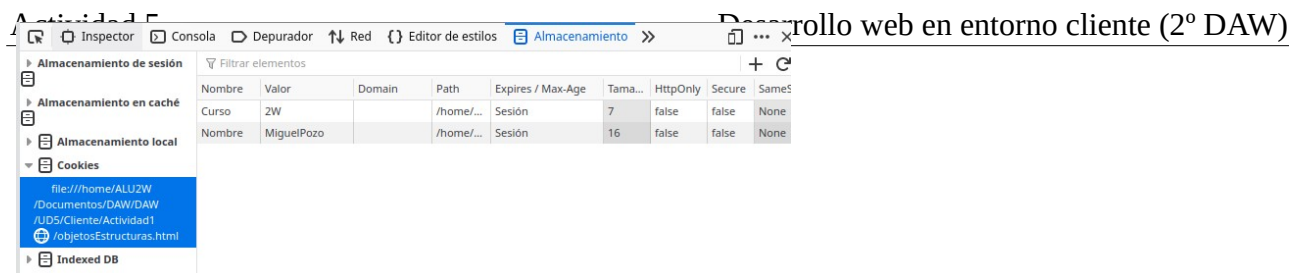 Actividad 5
Desarrollo web en entorno cliente (2º DAW)
Inspector Consola Depurador Red {} Editor de estilos Almacenamiento
Almacenamiento de sesión
Almacenamiento en caché
Almacenamiento local
Cookies
file:///home/ALU2W
/Documentos/DAW/DAW
/UD5/Cliente/Actividad1
/objetosEstructuras.html
Indexed DB
Filtrar elementos
Nombre Valor Domain Path Expires / Max-Age Tama... HttpOnly Secure SameS
Curso 2W /home/... Sesión 7 false false None
Nombre MiguelPozo /home/... Sesión 16 false false None